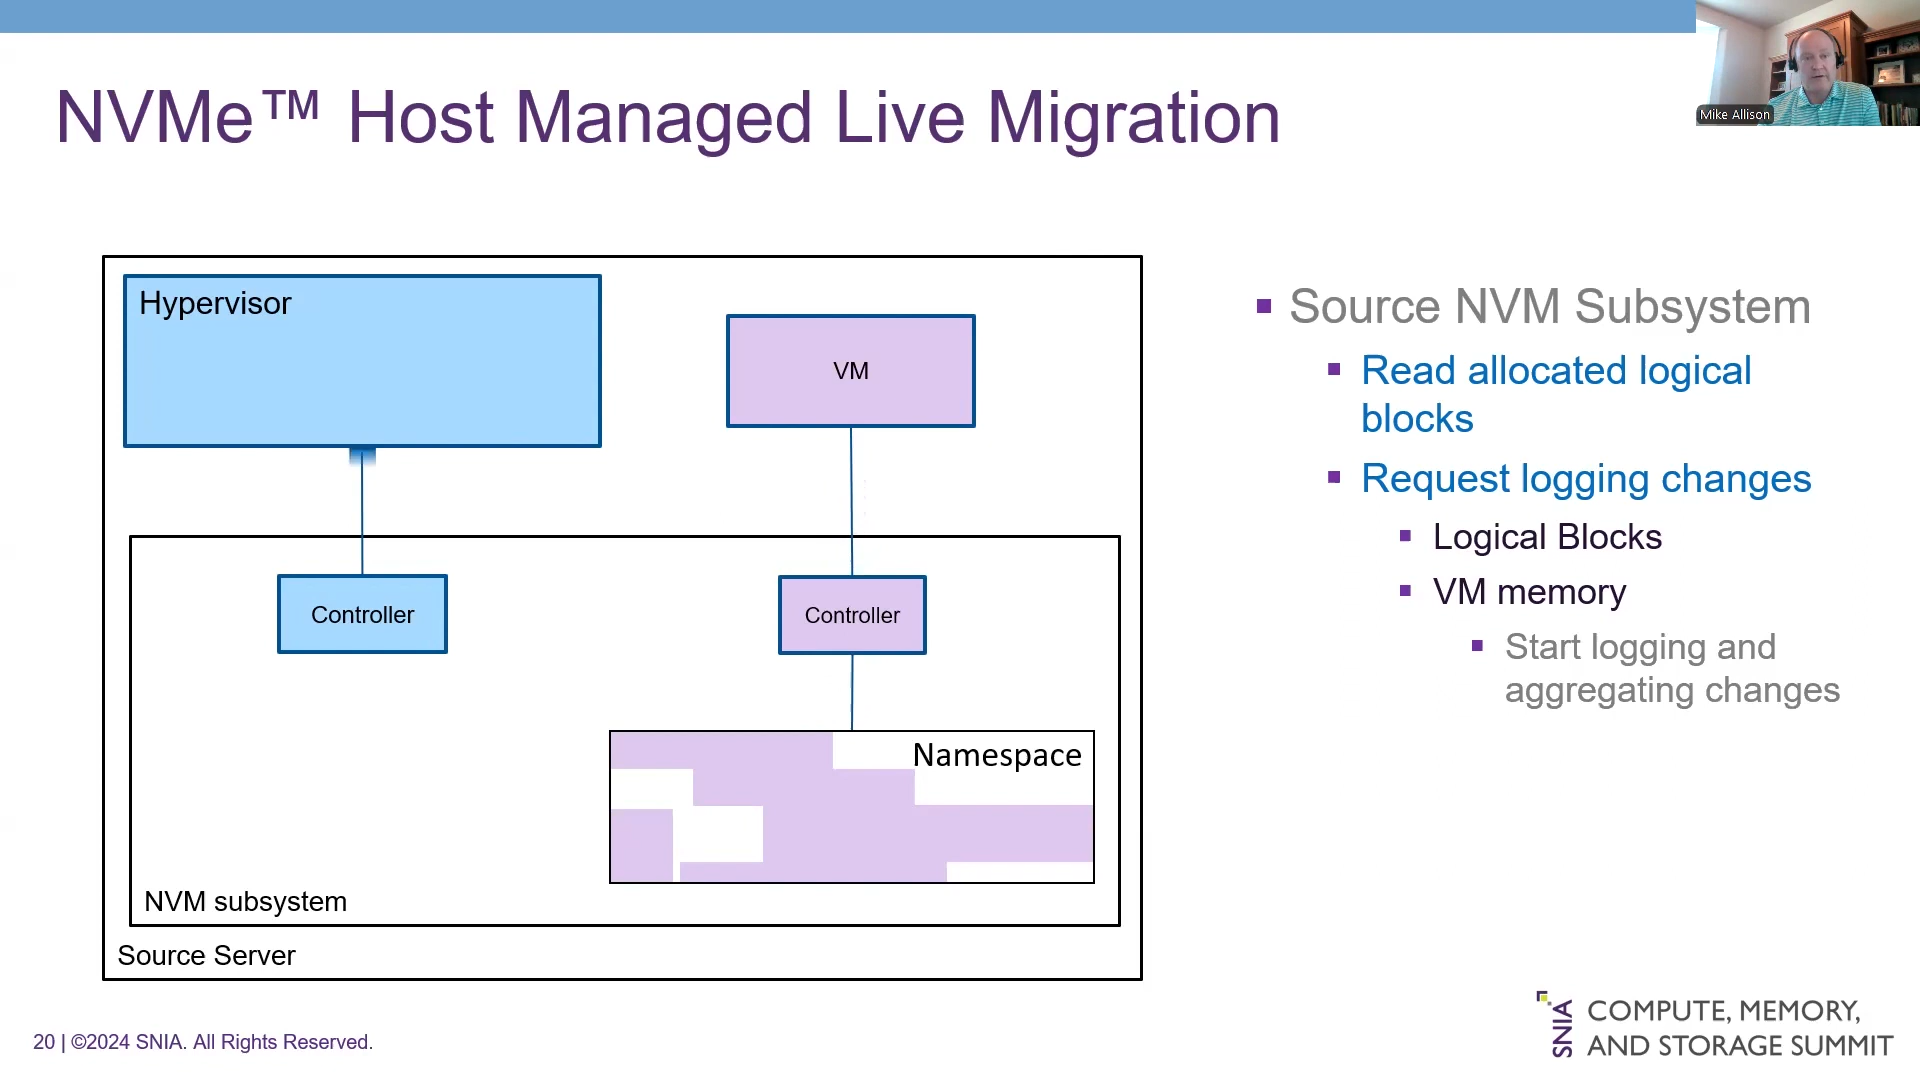 NVMe™ Host Managed Live Migration
Mike Allison
Hypervisor
VM
Controller
Controller
Namespace
NVM subsystem
Source Server
Source NVM Subsystem
Read allocated logical
blocks
Request logging changes
Logical Blocks
VM memory
Start logging and
aggregating changes
20 | ©2024 SNIA. All Rights Reserved.
SNIA
COMPUTE, MEMORY,
AND STORAGE SUMMIT